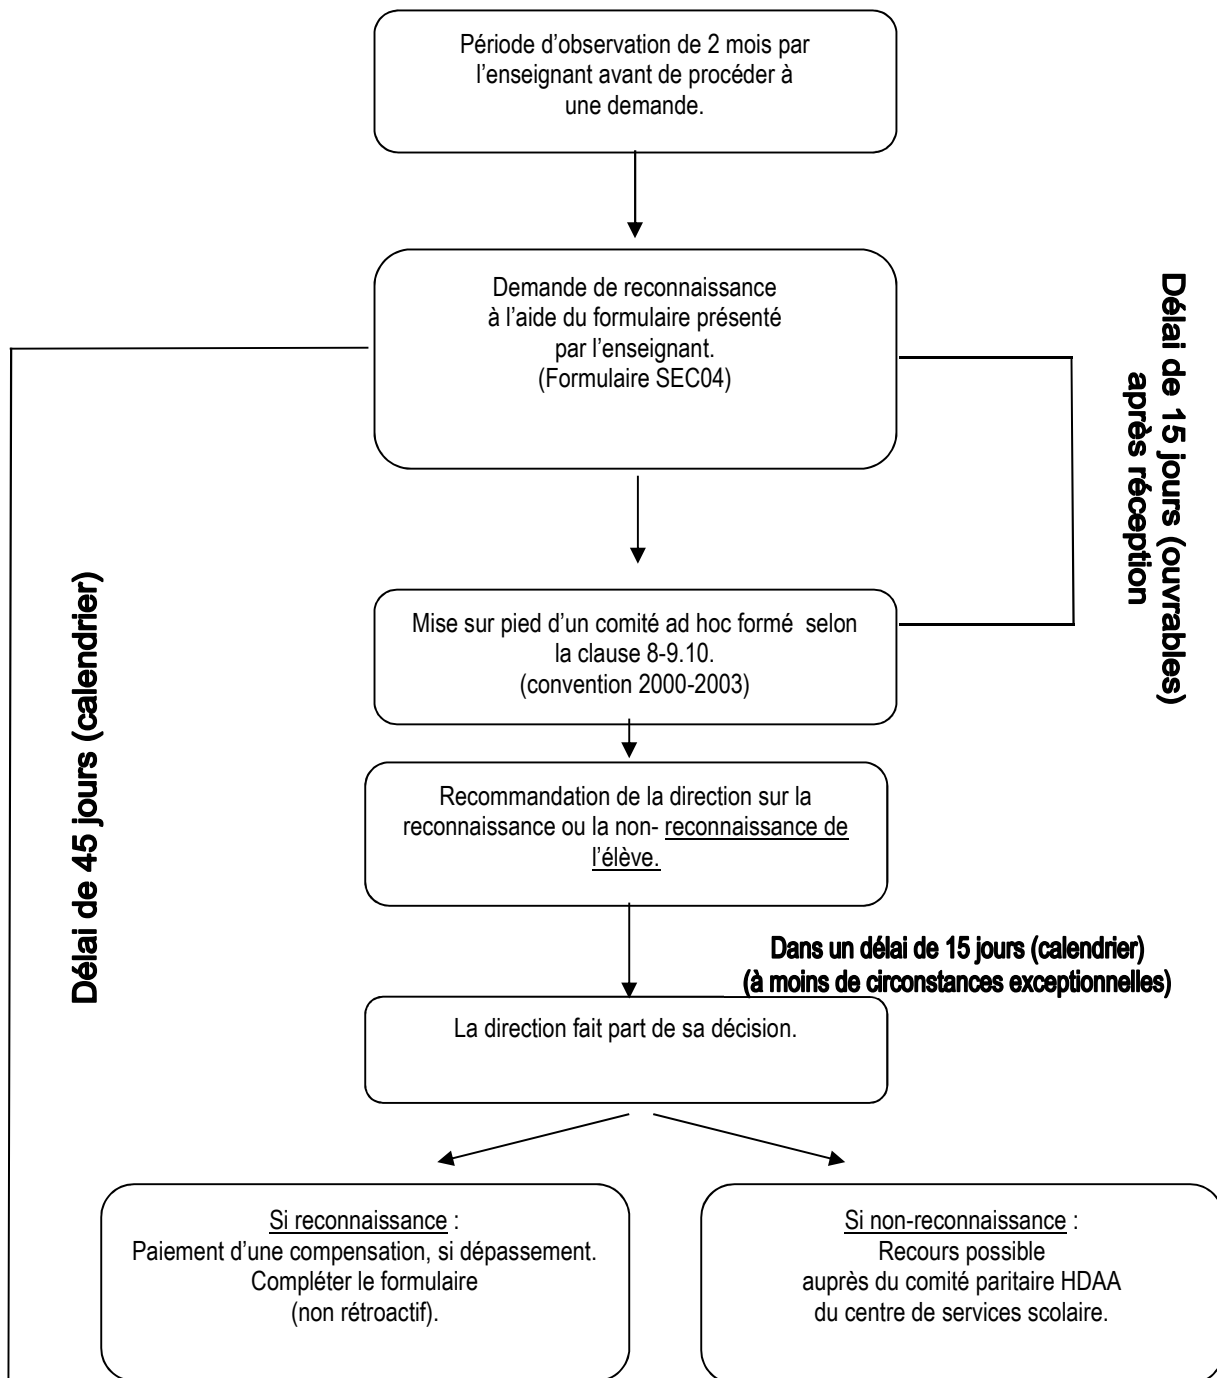 Période d’observation de 2 mois par
l’enseignant avant de procéder à
une demande.
Demande de reconnaissance
à l’aide du formulaire présenté
par l’enseignant.
(Formulaire SEC04)
Délai de 15 jours (ouvrables)
après réception
Mise sur pied d’un comité ad hoc formé selon
la clause 8-9.10.
(convention 2000-2003)
Délai de 45 jours (calendrier)
Recommandation de la direction sur la
reconnaissance ou la non- reconnaissance de
l’élève.
Dans un délai de 15 jours (calendrier)
(à moins de circonstances exceptionnelles)
La direction fait part de sa décision.
Si reconnaissance :
Paiement d’une compensation, si dépassement.
Compléter le formulaire
(non rétroactif).
Si non-reconnaissance :
Recours possible
auprès du comité paritaire HDAA
du centre de services scolaire.